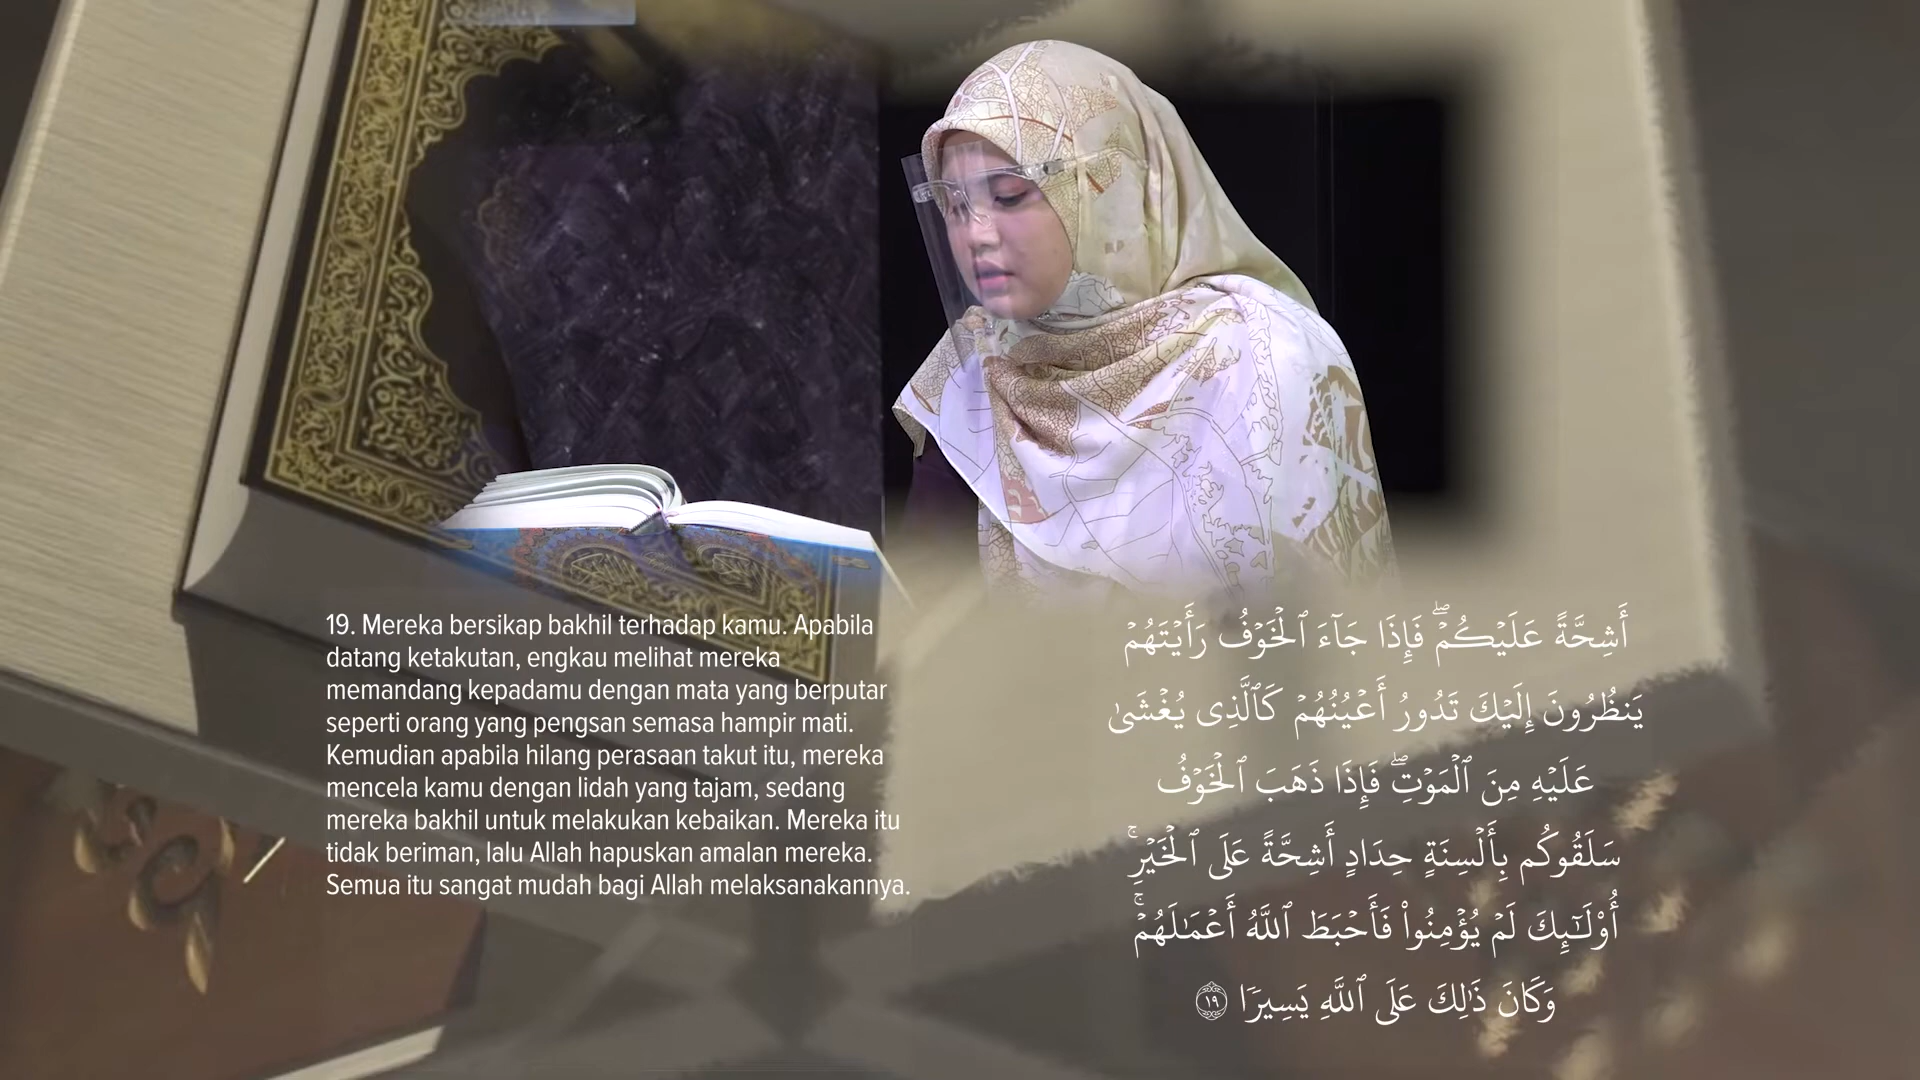 19. Mereka bersikap bakhil terhadap kamu. Apabila
datang ketakutan, engkau melihat mereka
memandang kepadamu dengan mata yang berputar
seperti orang yang pengsan semasa hampir mati.
Kemudian apabila hilang perasaan takut itu, mereka
mencela kamu dengan lidah yang tajam, sedang
mereka bakhil untuk melakukan kebaikan. Mereka itu
tidak beriman, lalu Allah hapuskan amalan mereka.
Semua itu sangat mudah bagi Allah melaksanakannya.
أَشِحَّةً عَلَيْكُمْۖ فَإِذَا جَآءَ ٱلْخَوْفُ رَأَيْتَهُمْ
يَنظُرُونَ إِلَيْكَ تَدُورُ أَعْيُنُهُمْ كَٱلَّذِى يُغْشَىٰ
عَلَيْهِ مِنَ ٱلْمَوْتِۖ فَإِذَا ذَهَبَ ٱلْخَوْفُ
سَلَقُوكُم بِأَلْسِنَةٍ حِدَادٍ أَشِحَّةً عَلَى ٱلْخَيْرِۚ
أُو۟لَـٰٓئِكَ لَمْ يُؤْمِنُوا۟ فَأَحْبَطَ ٱللَّهُ أَعْمَـٰلَهُمْۚ
وَكَانَ ذَٰلِكَ عَلَى ٱللَّهِ يَسِيرًا ١٩